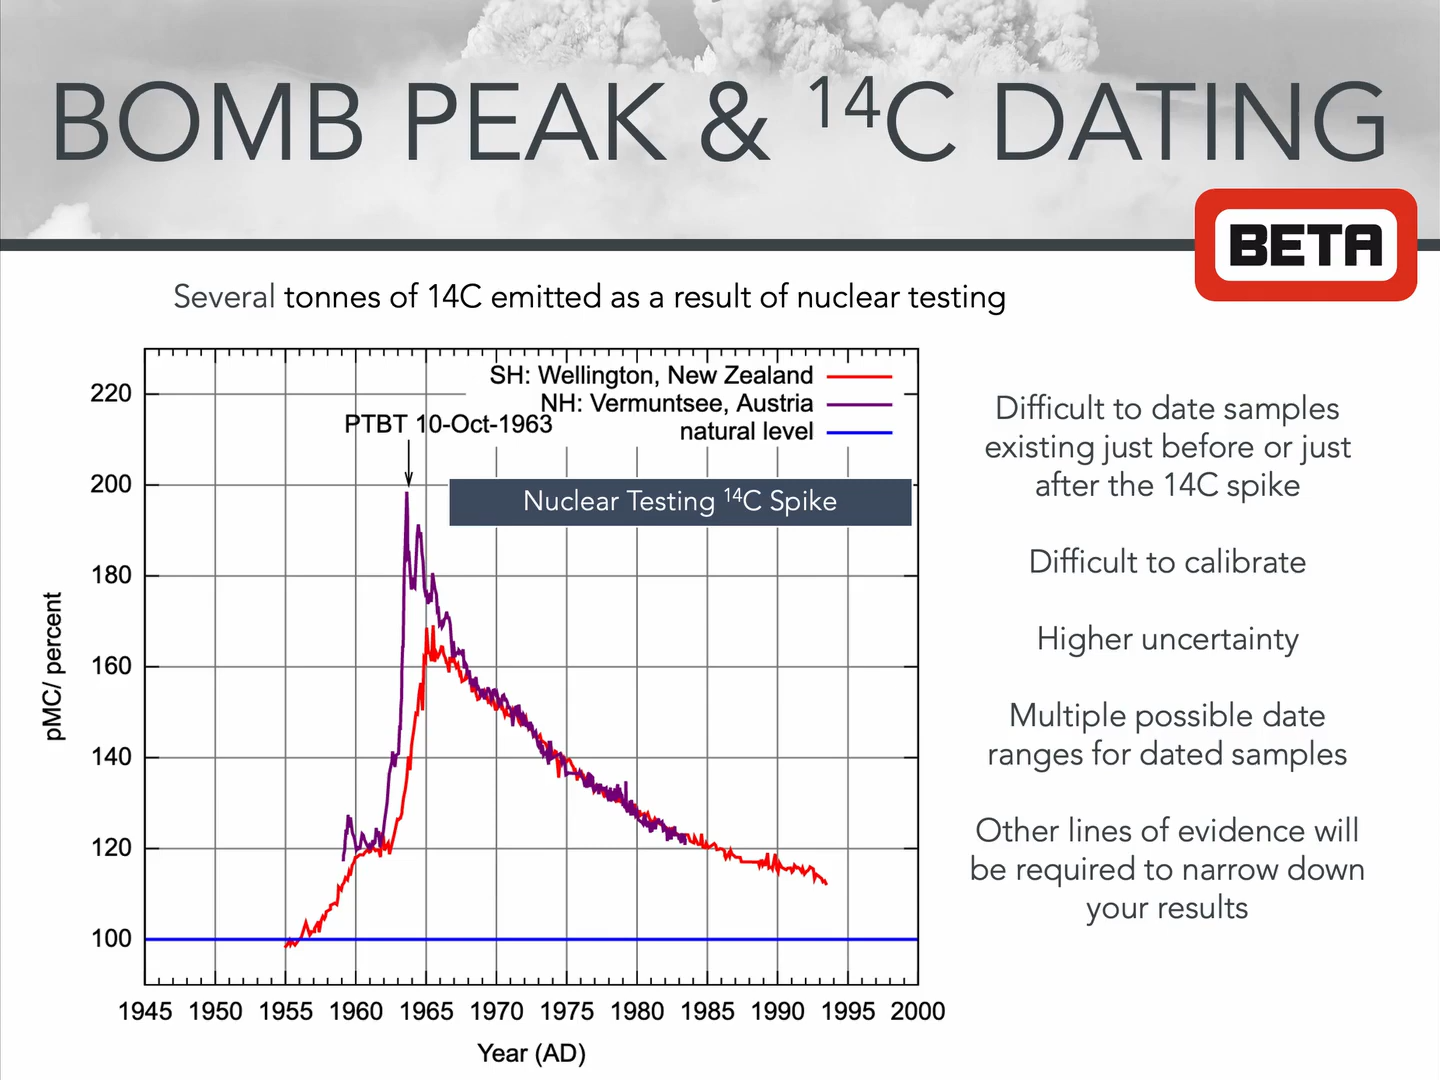 BOMB PEAK & ¹⁴C DATING
BETA
Several tonnes of 14C emitted as a result of nuclear testing
SH: Wellington, New Zealand
NH: Vermuntsee, Austria
natural level
PTBT 10-Oct-1963
Nuclear Testing ¹⁴C Spike
220
200
180
160
140
120
100
pMC/ percent
1945 1950 1955 1960 1965 1970 1975 1980 1985 1990 1995 2000
Year (AD)
Difficult to date samples
existing just before or just
after the 14C spike
Difficult to calibrate
Higher uncertainty
Multiple possible date
ranges for dated samples
Other lines of evidence will
be required to narrow down
your results